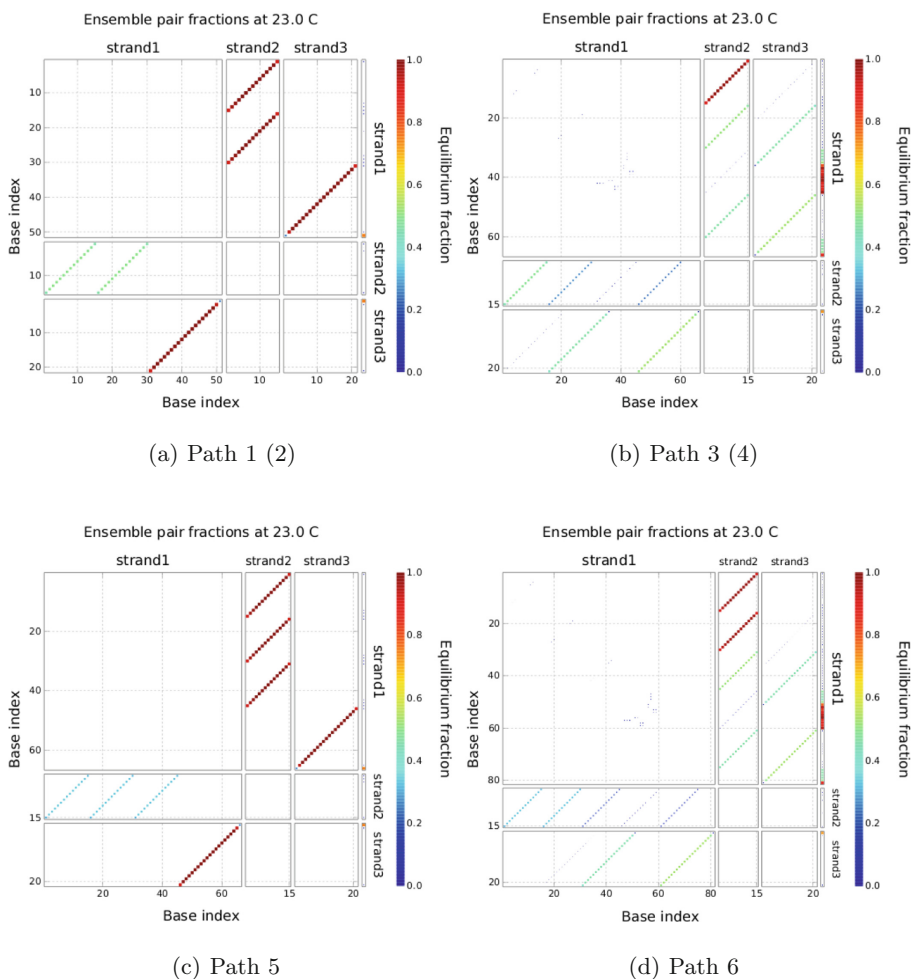 Ensemble pair fractions at 23.0 C
Ensemble pair fractions at 23.0 C
strand1 strand2 strand3
strand1 strand2 strand3
Base index
10
20
30
40
50
10
10
20
strand1
strand2
strand3
1.0
0.8
0.6
0.4
0.2
0.0
Equilibrium fraction
10 20 30 40 50 10 10 20
Base index
Base index
20
40
60
15
20
strand1
strand2
strand3
1.0
0.8
0.6
0.4
0.2
0.0
Equilibrium fraction
20 40 60 15 20
Base index
(a) Path 1 (2)
(b) Path 3 (4)
Ensemble pair fractions at 23.0 C
Ensemble pair fractions at 23.0 C
strand1 strand2 strand3
strand1 strand2 strand3
Base index
20
40
60
15
20
strand1
strand2
strand3
1.0
0.8
0.6
0.4
0.2
0.0
Equilibrium fraction
20 40 60 15 20
Base index
Base index
20
40
60
80
15
20
strand1
strand2
strand3
1.0
0.8
0.6
0.4
0.2
0.0
Equilibrium fraction
20 40 60 80 15 20
Base index
(c) Path 5
(d) Path 6